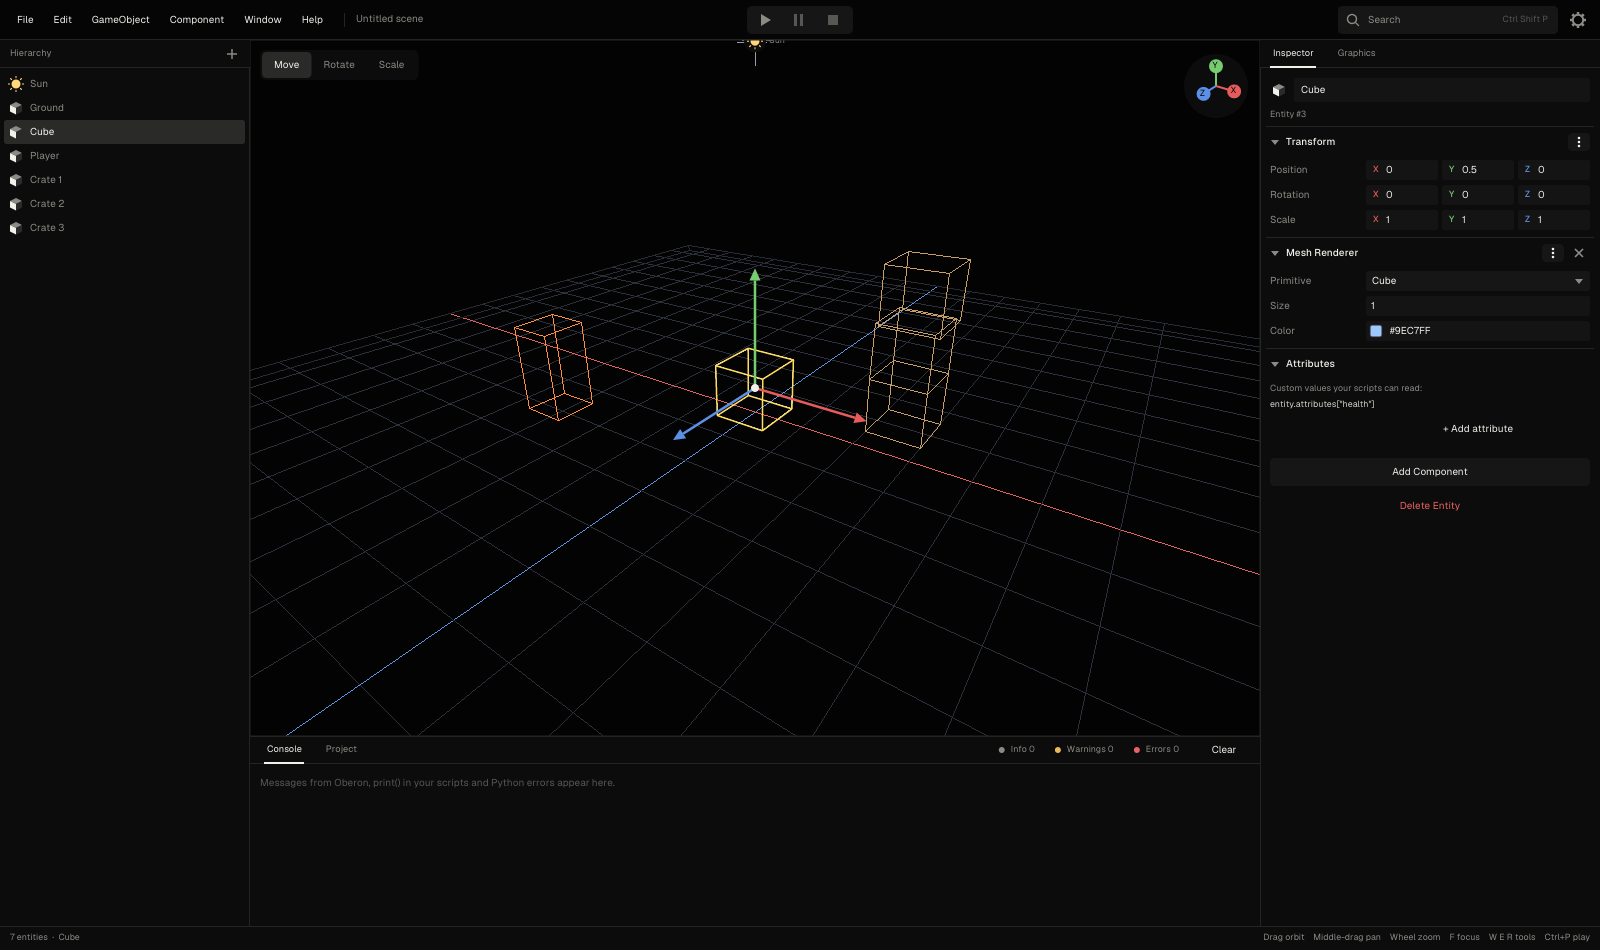 File Edit GameObject Component Window Help Untitled scene
Search Ctrl Shift P
Hierarchy
Sun
Ground
Cube
Player
Crate 1
Crate 2
Crate 3
Move Rotate Scale
Y
X
Z
Inspector Graphics
Cube
Entity #3
Transform
Position X 0 Y 0.5 Z 0
Rotation X 0 Y 0 Z 0
Scale X 1 Y 1 Z 1
Mesh Renderer
Primitive Cube
Size 1
Color #9EC7FF
Attributes
Custom values your scripts can read:
entity.attributes["health"]
+ Add attribute
Add Component
Delete Entity
Console Project Info 0 Warnings 0 Errors 0 Clear
Messages from Oberon, print() in your scripts and Python errors appear here.
7 entities · Cube
Drag orbit Middle-drag pan Wheel zoom F focus W E R tools Ctrl+P play